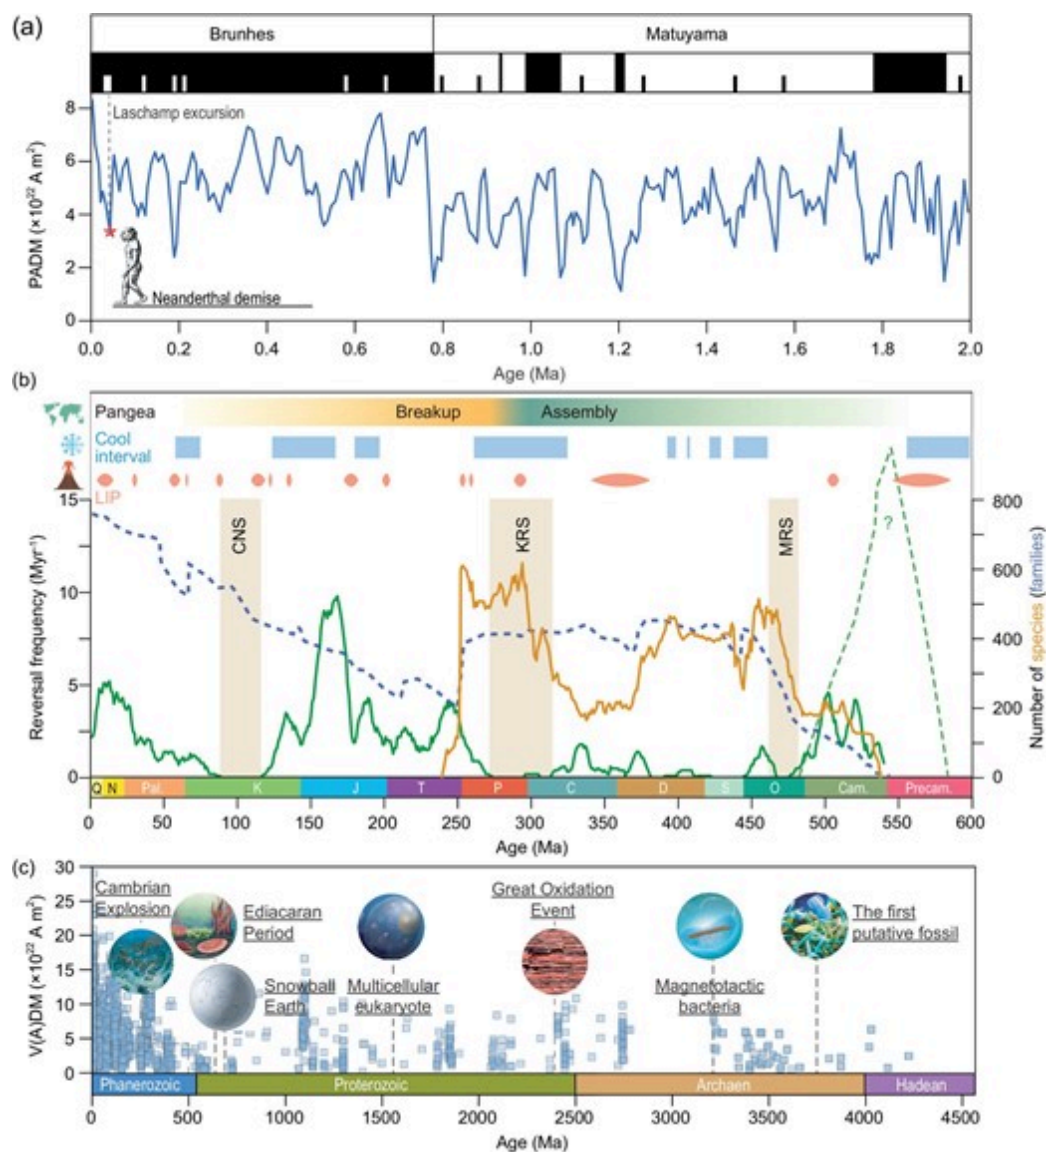 (a)
Brunhes Matuyama
Laschamp excursion
8
6
4
2
0
PADM (×10²² A m²)
Neanderthal demise
0.0 0.2 0.4 0.6 0.8 1.0 1.2 1.4 1.6 1.8 2.0
Age (Ma)
(b)
Pangea Breakup Assembly
Cool
interval
LIP
15
10
5
0
Reversal frequency (Myr⁻¹)
CNS KRS MRS
?
800
600
400
200
0
Number of species (families)
Q N Pal. K J T P C D S O Cam. Precam.
0 50 100 150 200 250 300 350 400 450 500 550 600
Age (Ma)
(c)
30
25
20
15
10
5
0
V(A)DM (×10²² A m²)
Cambrian
Explosion
Ediacaran
Period
Snowball
Earth
Multicellular
eukaryote
Great Oxidation
Event
Magnetotactic
bacteria
The first
putative fossil
Phanerozoic Proterozoic Archaen Hadean
0 500 1000 1500 2000 2500 3000 3500 4000 4500
Age (Ma)